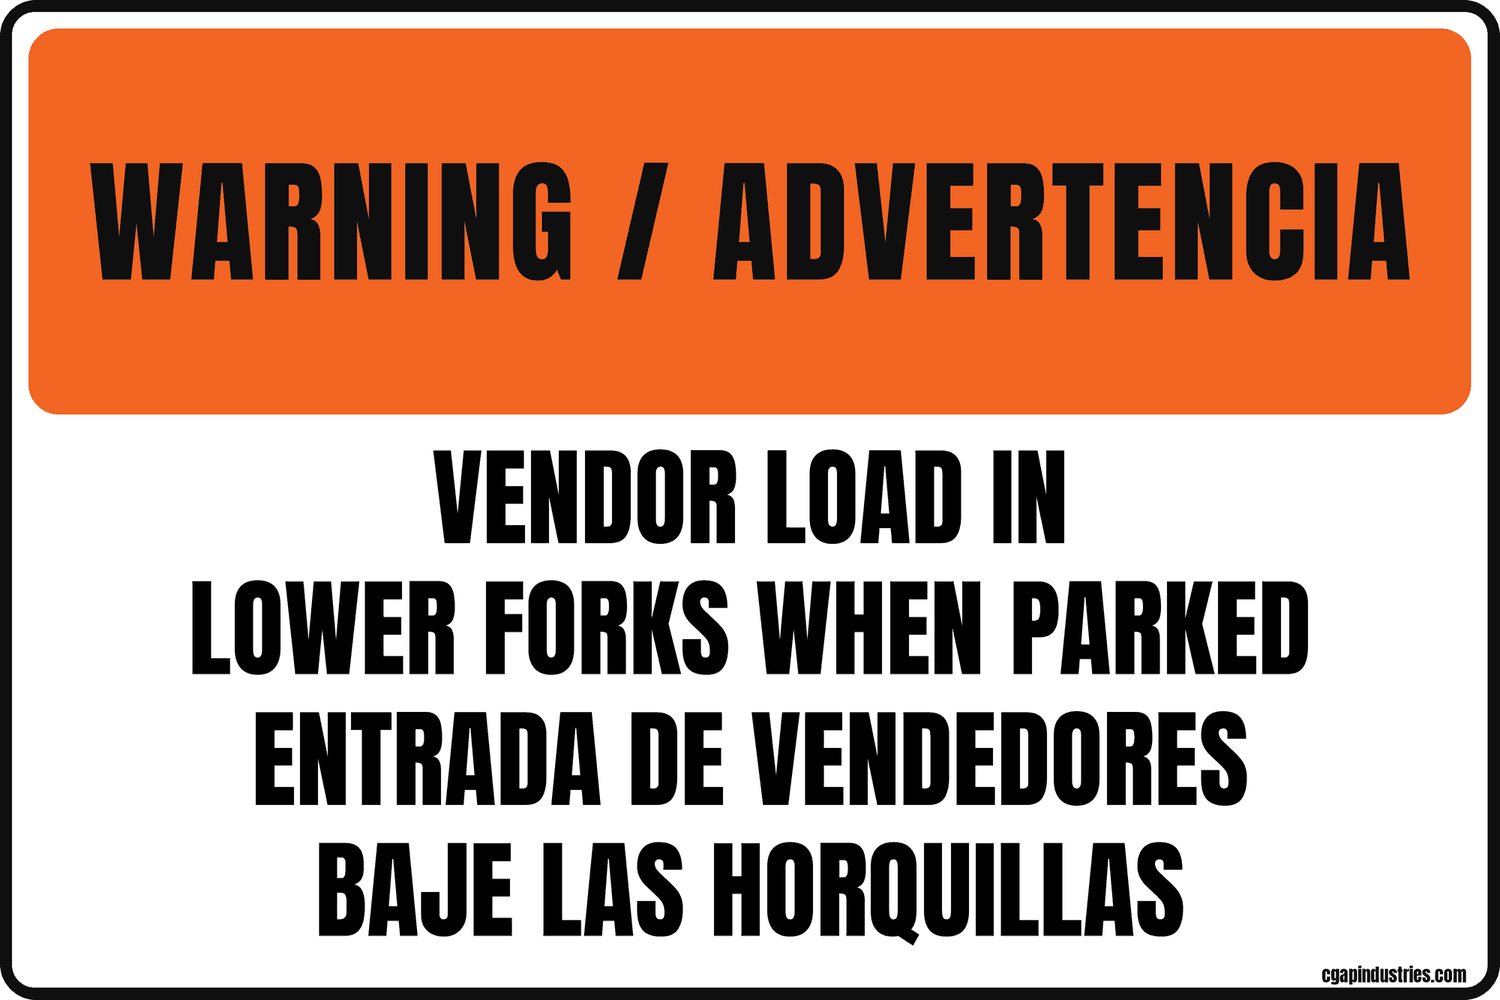 WARNING / ADVERTENCIA
VENDOR LOAD IN
LOWER FORKS WHEN PARKED
ENTRADA DE VENDEDORES
BAJE LAS HORQUILLAS
cgapindustries.com